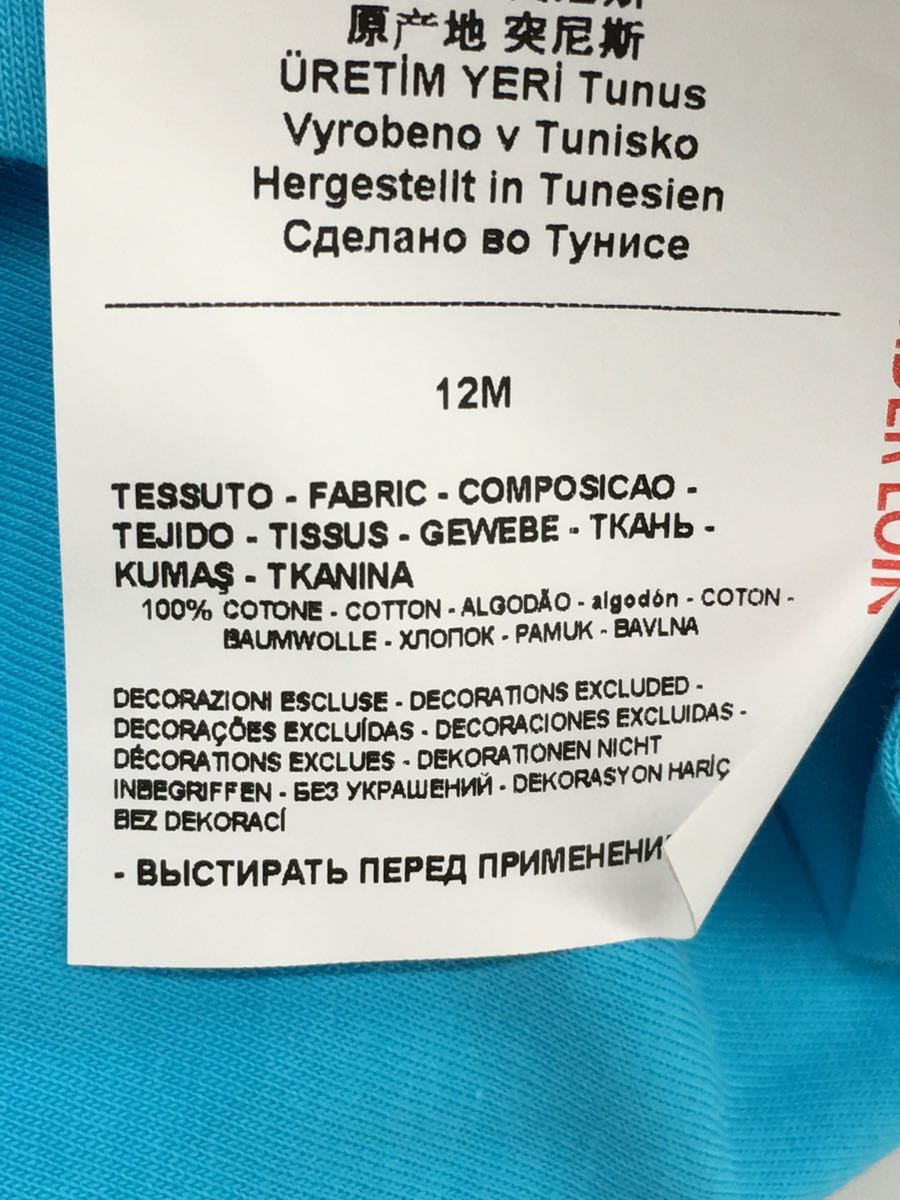 原产地 突尼斯
ÜRETİM YERİ Tunus
Vyrobeno v Tunisko
Hergestellt in Tunesien
Сделано во Тунисе
12M
TESSUTO - FABRIC - COMPOSICAO -
TEJIDO - TISSUS - GEWEBE - ТКАНЬ -
KUMAŞ - TKANINA
100% COTONE - COTTON - ALGODÃO - algodón - COTON -
BAUMWOLLE - ХЛОПОК - PAMUK - BAVLNA
DECORAZIONI ESCLUSE - DECORATIONS EXCLUDED -
DECORAÇÕES EXCLUÍDAS - DECORACIONES EXCLUIDAS -
DÉCORATIONS EXCLUES - DEKORATIONEN NICHT
INBEGRIFFEN - БЕЗ УКРАШЕНИЙ - DEKORASYON HARİÇ
BEZ DEKORACÍ
- ВЫСТИРАТЬ ПЕРЕД